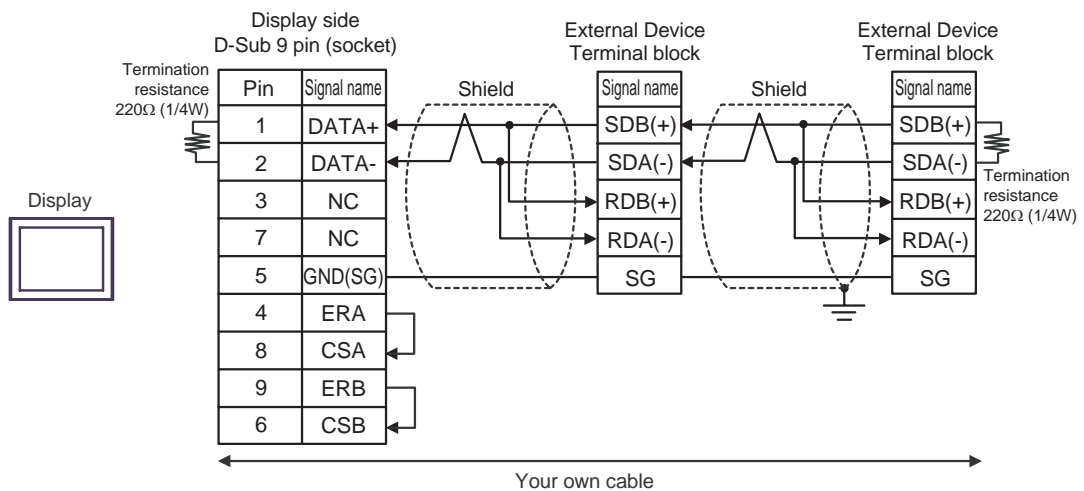 Display side
D-Sub 9 pin (socket)
External Device
Terminal block
External Device
Terminal block
Termination
resistance
220Ω (1/4W)
Pin Signal name
Shield
Signal name
Shield
Signal name
1 DATA+ SDB(+) SDB(+)
2 DATA- SDA(-) SDA(-)
Termination
resistance
220Ω (1/4W)
Display
3 NC RDB(+) RDB(+)
7 NC RDA(-) RDA(-)
5 GND(SG) SG SG
4 ERA
8 CSA
9 ERB
6 CSB
Your own cable